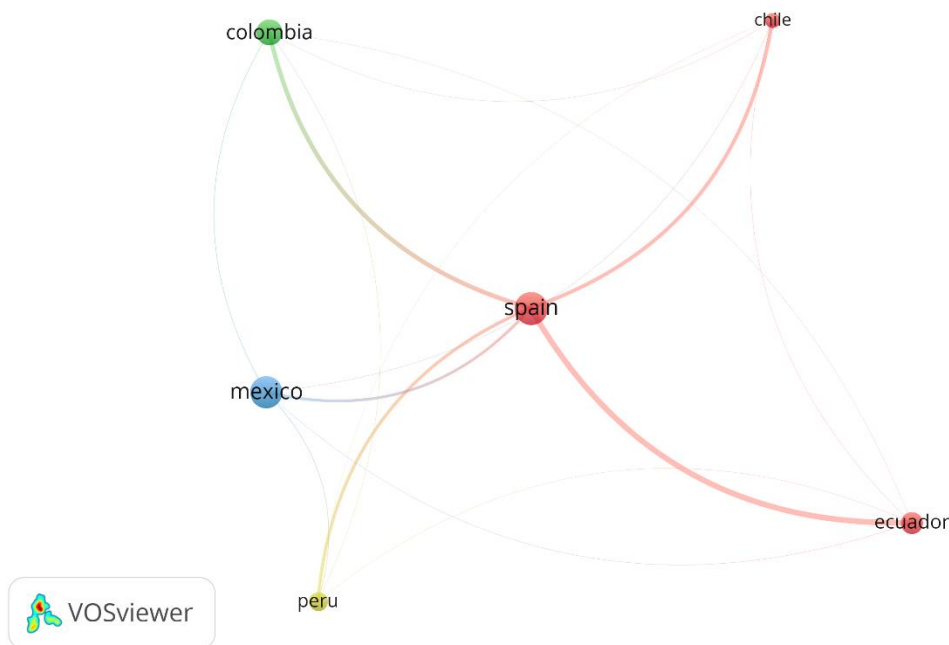 colombia
chile
spain
mexico
ecuador
peru
VOSviewer